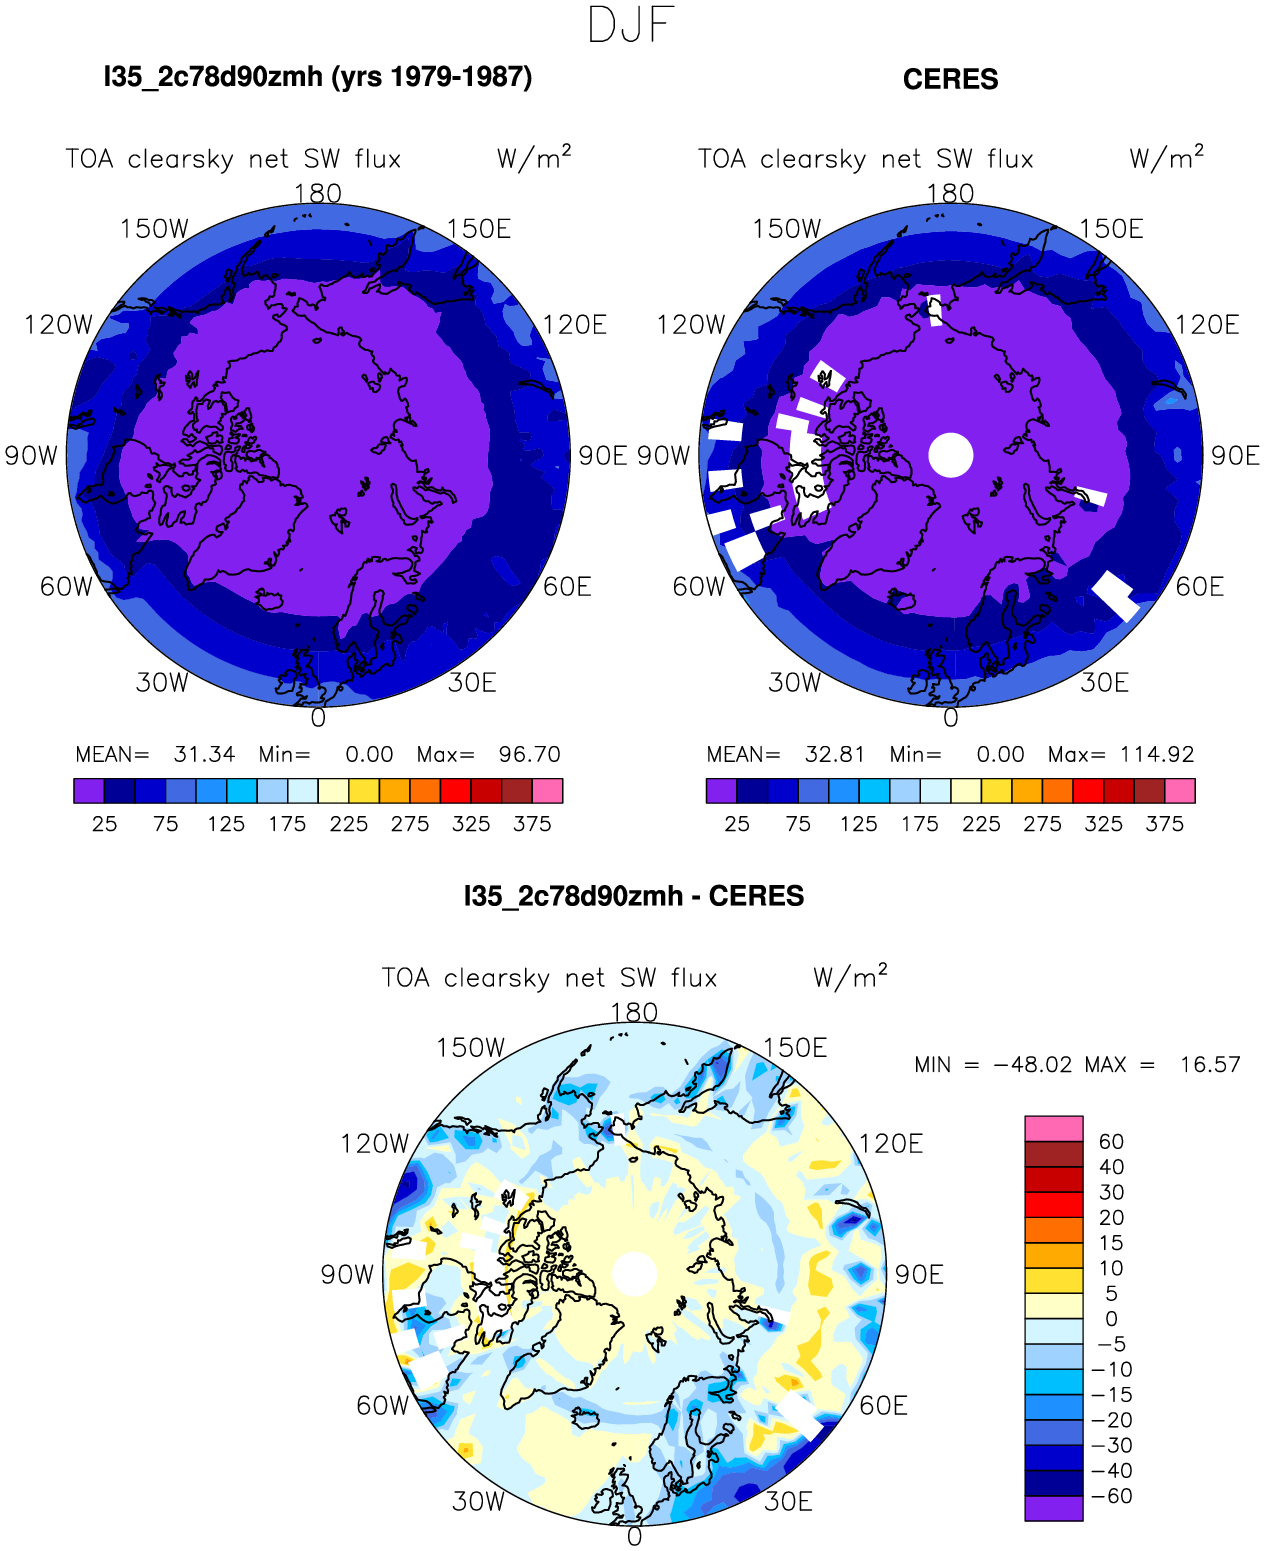 DJF
l35_2c78d90zmh (yrs 1979-1987)
CERES
TOA clearsky net SW flux W/m²
TOA clearsky net SW flux W/m²
180
150W 150E
120W 120E
90W 90E
60W 60E
30W 30E
0
180
150W 150E
120W 120E
90W 90E
60W 60E
30W 30E
0
MEAN= 31.34 Min= 0.00 Max= 96.70
25 75 125 175 225 275 325 375
MEAN= 32.81 Min= 0.00 Max= 114.92
25 75 125 175 225 275 325 375
l35_2c78d90zmh - CERES
TOA clearsky net SW flux W/m²
180
150W 150E
120W 120E
90W 90E
60W 60E
30W 30E
0
MIN = −48.02 MAX = 16.57
60
40
30
20
15
10
5
0
−5
−10
−15
−20
−30
−40
−60